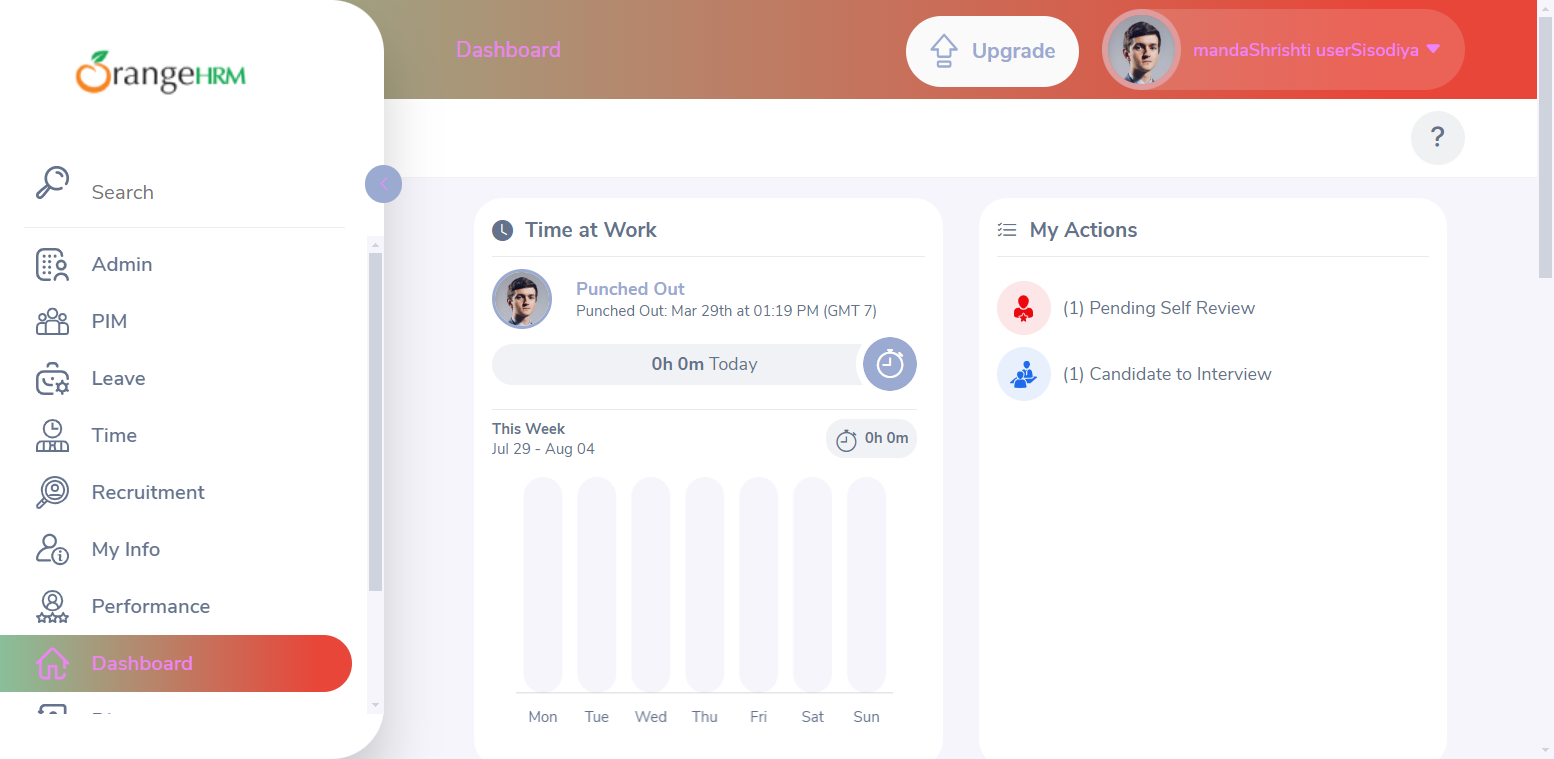 OrangeHRM
Dashboard
Upgrade
mandaShrishti userSisodiya
?
Search
Admin
PIM
Leave
Time
Recruitment
My Info
Performance
Dashboard
Time at Work
Punched Out
Punched Out: Mar 29th at 01:19 PM (GMT 7)
0h 0m Today
This Week
Jul 29 - Aug 04
0h 0m
Mon Tue Wed Thu Fri Sat Sun
My Actions
(1) Pending Self Review
(1) Candidate to Interview